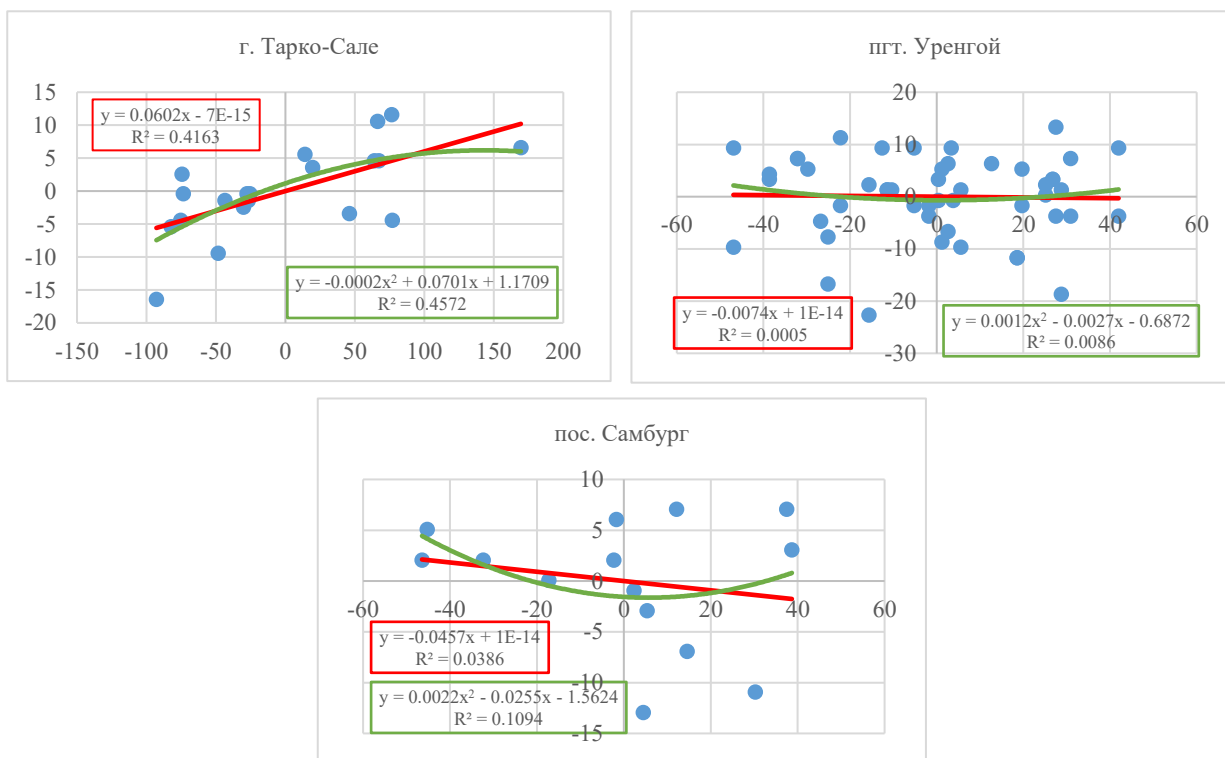 г. Тарко-Сале
15
10
5
0
-5
-10
-15
-20
-150
-100
-50
0
50
100
150
200
y = 0.0602x - 7E-15
R² = 0.4163
y = -0.0002x² + 0.0701x + 1.1709
R² = 0.4572
пгт. Уренгой
20
10
0
-10
-20
-30
-60
-40
-20
0
20
40
60
y = -0.0074x + 1E-14
R² = 0.0005
y = 0.0012x² - 0.0027x - 0.6872
R² = 0.0086
пос. Самбург
10
5
0
-5
-10
-15
-60
-40
-20
0
20
40
60
y = -0.0457x + 1E-14
R² = 0.0386
y = 0.0022x² - 0.0255x - 1.5624
R² = 0.1094